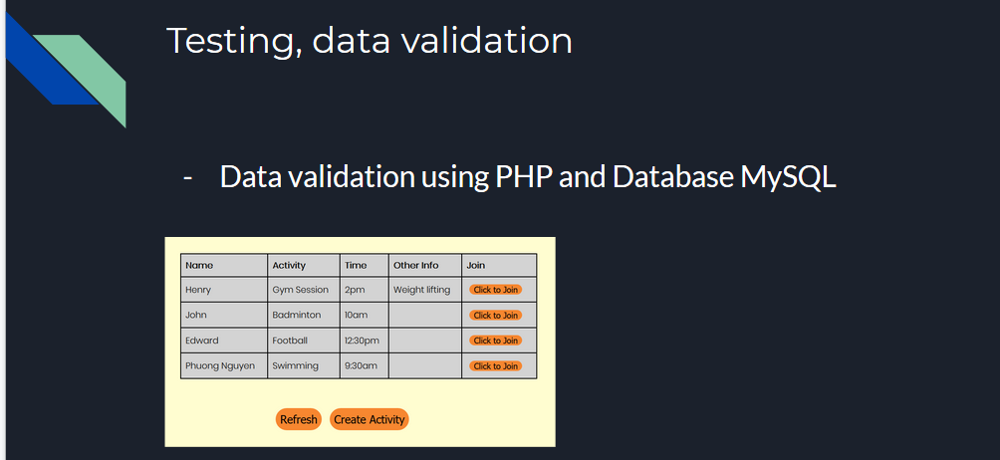 Testing, data validation
- Data validation using PHP and Database MySQL
Name Activity Time Other Info Join
Henry Gym Session 2pm Weight lifting Click to Join
John Badminton 10am Click to Join
Edward Football 12:30pm Click to Join
Phuong Nguyen Swimming 9:30am Click to Join
Refresh Create Activity